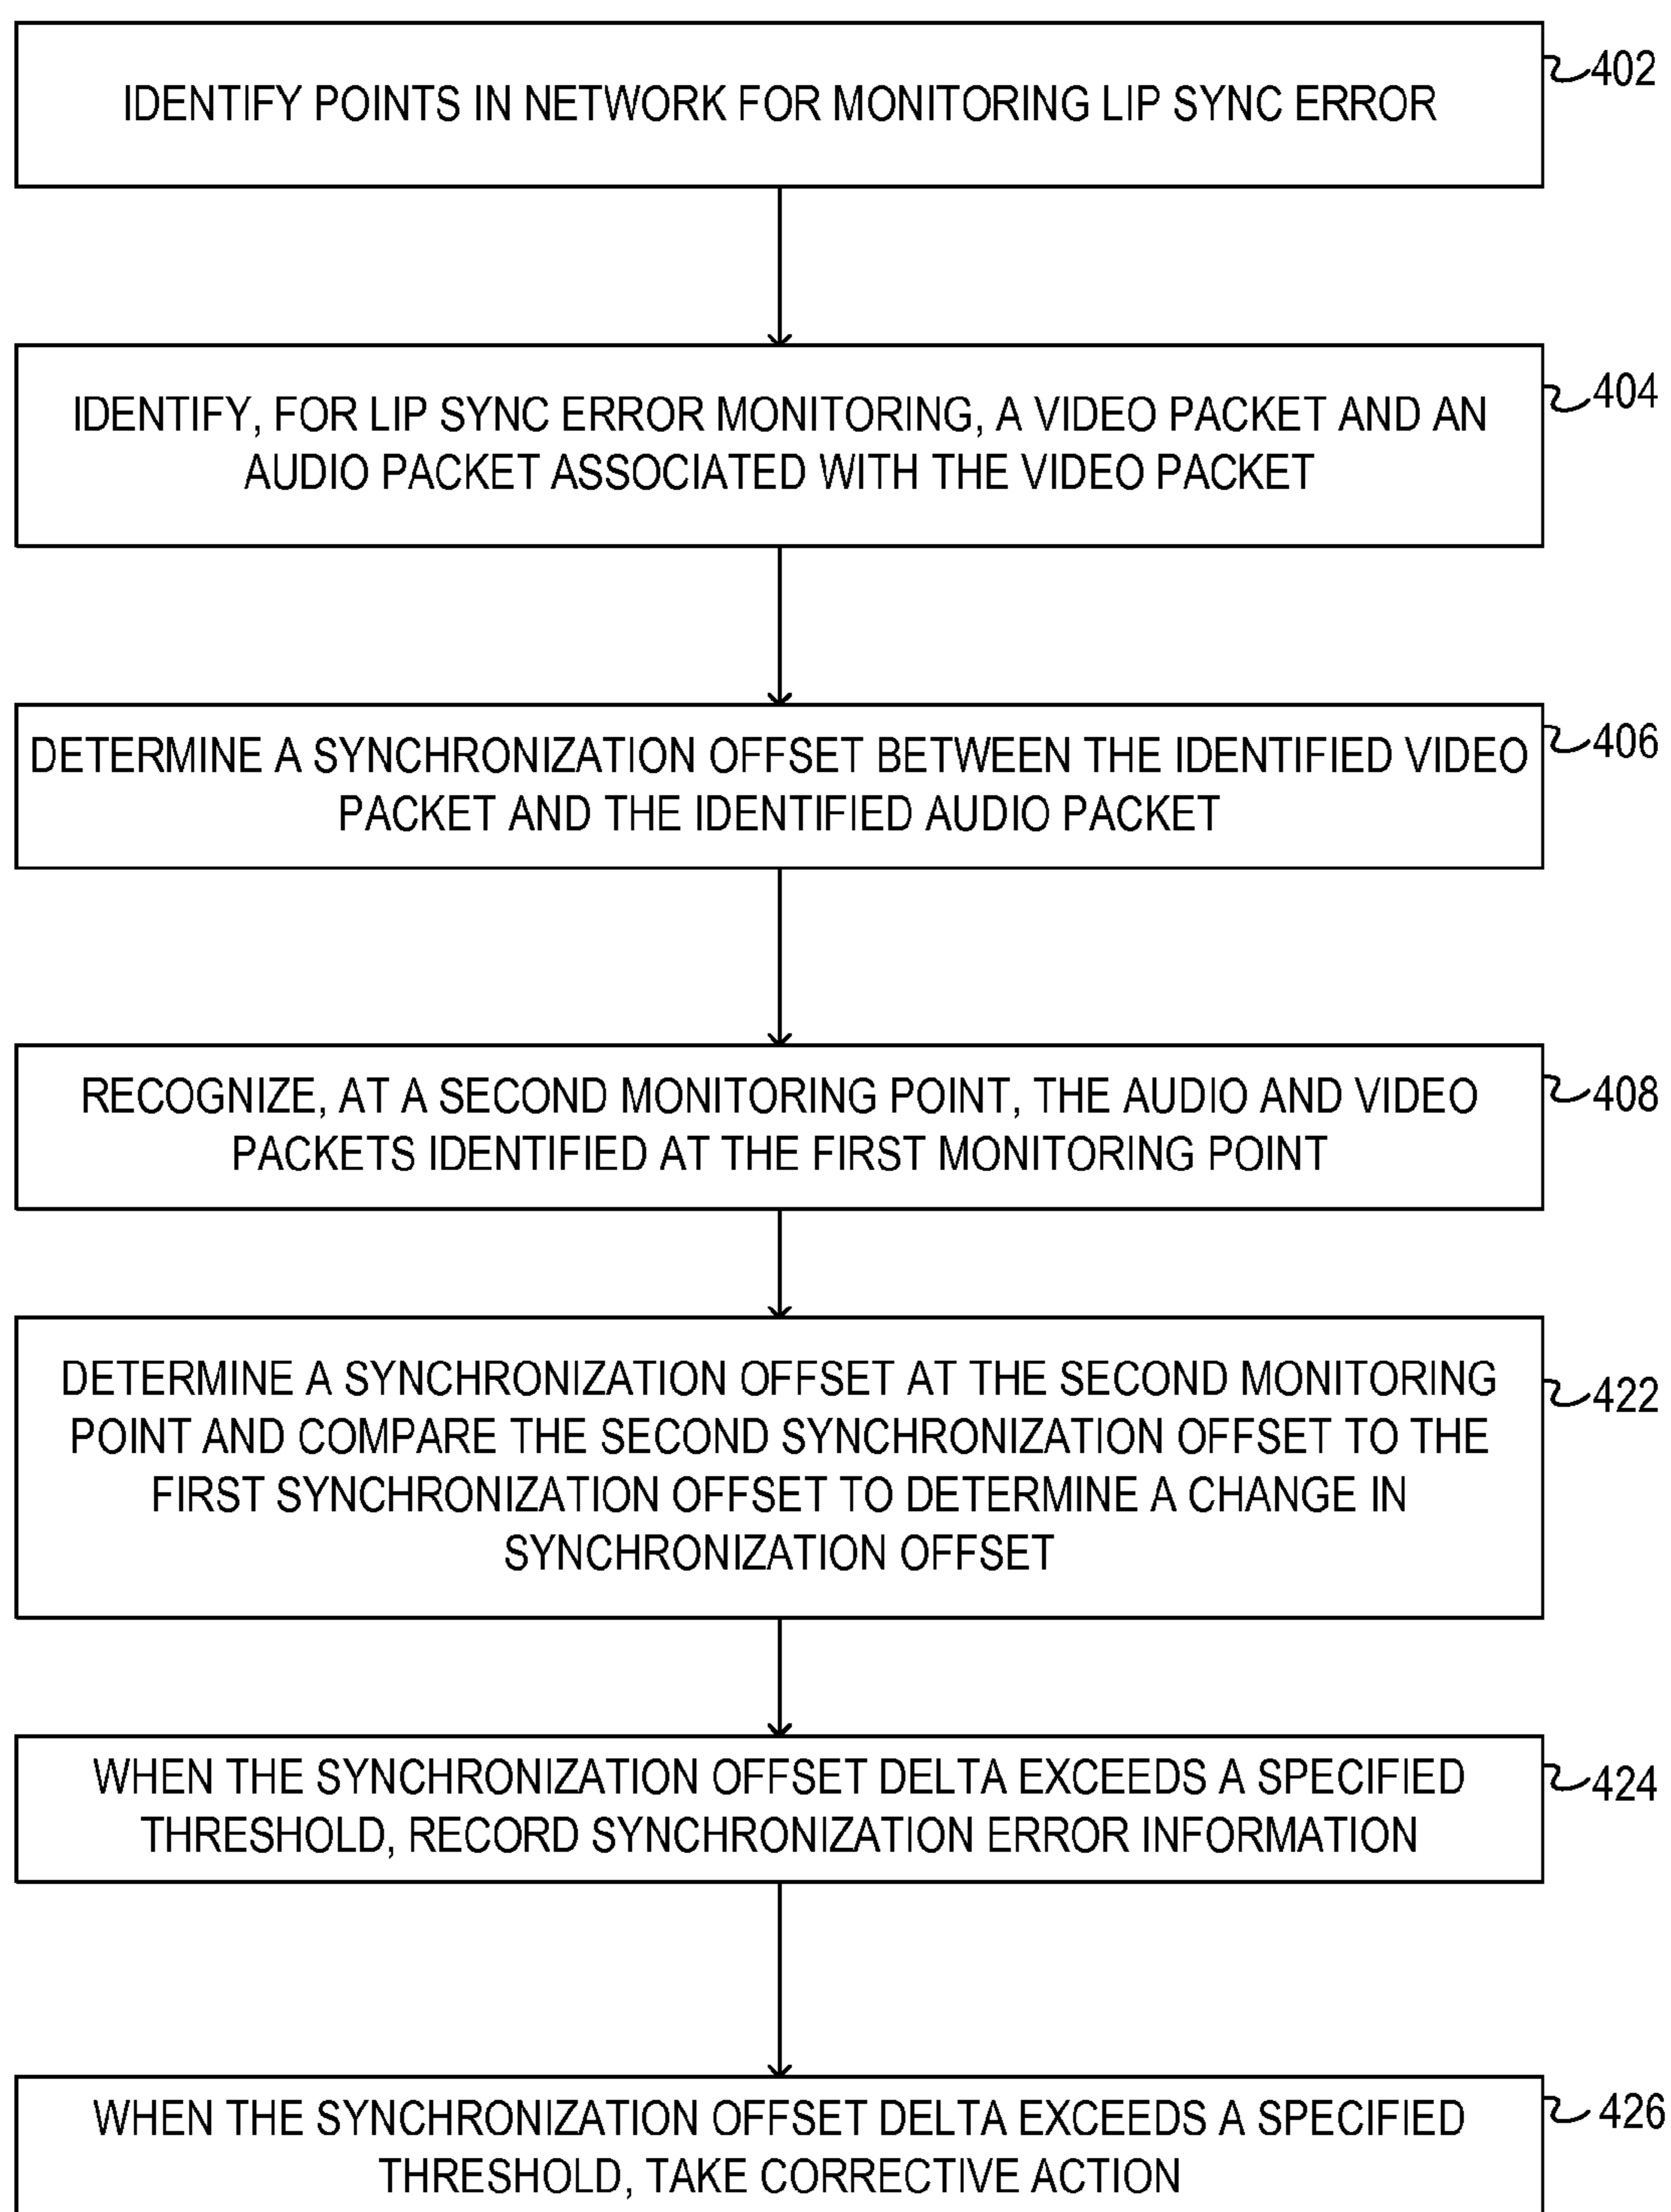 IDENTIFY POINTS IN NETWORK FOR MONITORING LIP SYNC ERROR
402
IDENTIFY, FOR LIP SYNC ERROR MONITORING, A VIDEO PACKET AND AN
AUDIO PACKET ASSOCIATED WITH THE VIDEO PACKET
404
DETERMINE A SYNCHRONIZATION OFFSET BETWEEN THE IDENTIFIED VIDEO
PACKET AND THE IDENTIFIED AUDIO PACKET
406
RECOGNIZE, AT A SECOND MONITORING POINT, THE AUDIO AND VIDEO
PACKETS IDENTIFIED AT THE FIRST MONITORING POINT
408
DETERMINE A SYNCHRONIZATION OFFSET AT THE SECOND MONITORING
POINT AND COMPARE THE SECOND SYNCHRONIZATION OFFSET TO THE
FIRST SYNCHRONIZATION OFFSET TO DETERMINE A CHANGE IN
SYNCHRONIZATION OFFSET
422
WHEN THE SYNCHRONIZATION OFFSET DELTA EXCEEDS A SPECIFIED
THRESHOLD, RECORD SYNCHRONIZATION ERROR INFORMATION
424
WHEN THE SYNCHRONIZATION OFFSET DELTA EXCEEDS A SPECIFIED
THRESHOLD, TAKE CORRECTIVE ACTION
426